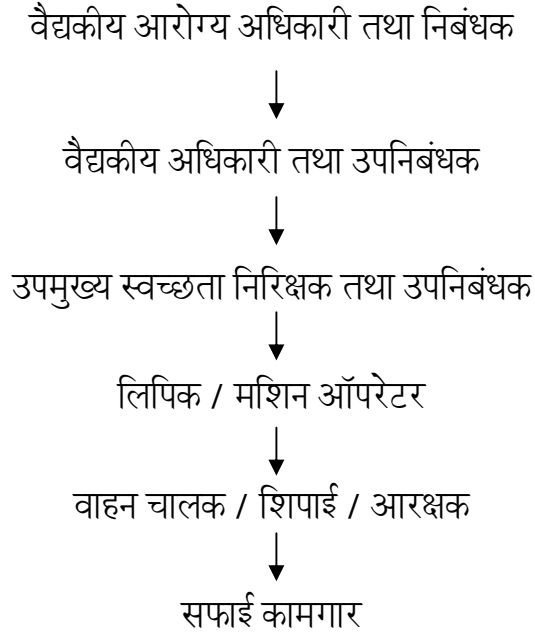 वैद्यकीय आरोग्य अधिकारी तथा निबंधक
वैद्यकीय अधिकारी तथा उपनिबंधक
उपमुख्य स्वच्छता निरिक्षक तथा उपनिबंधक
लिपिक / मशिन ऑपरेटर
वाहन चालक / शिपाई / आरक्षक
सफाई कामगार